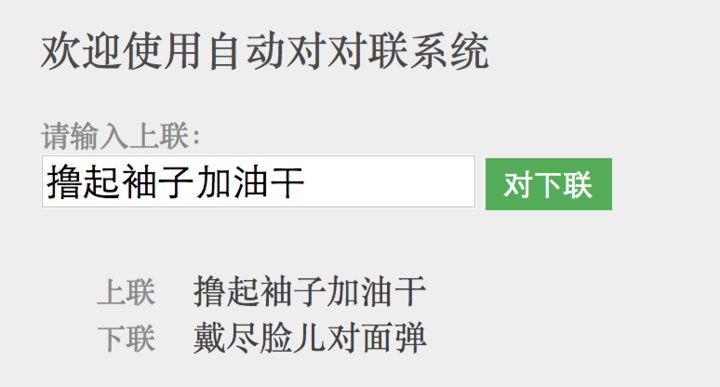 欢迎使用自动对对联系统
请输入上联:
撸起袖子加油干 对下联
上联 撸起袖子加油干
下联 戴尽脸儿对面弹